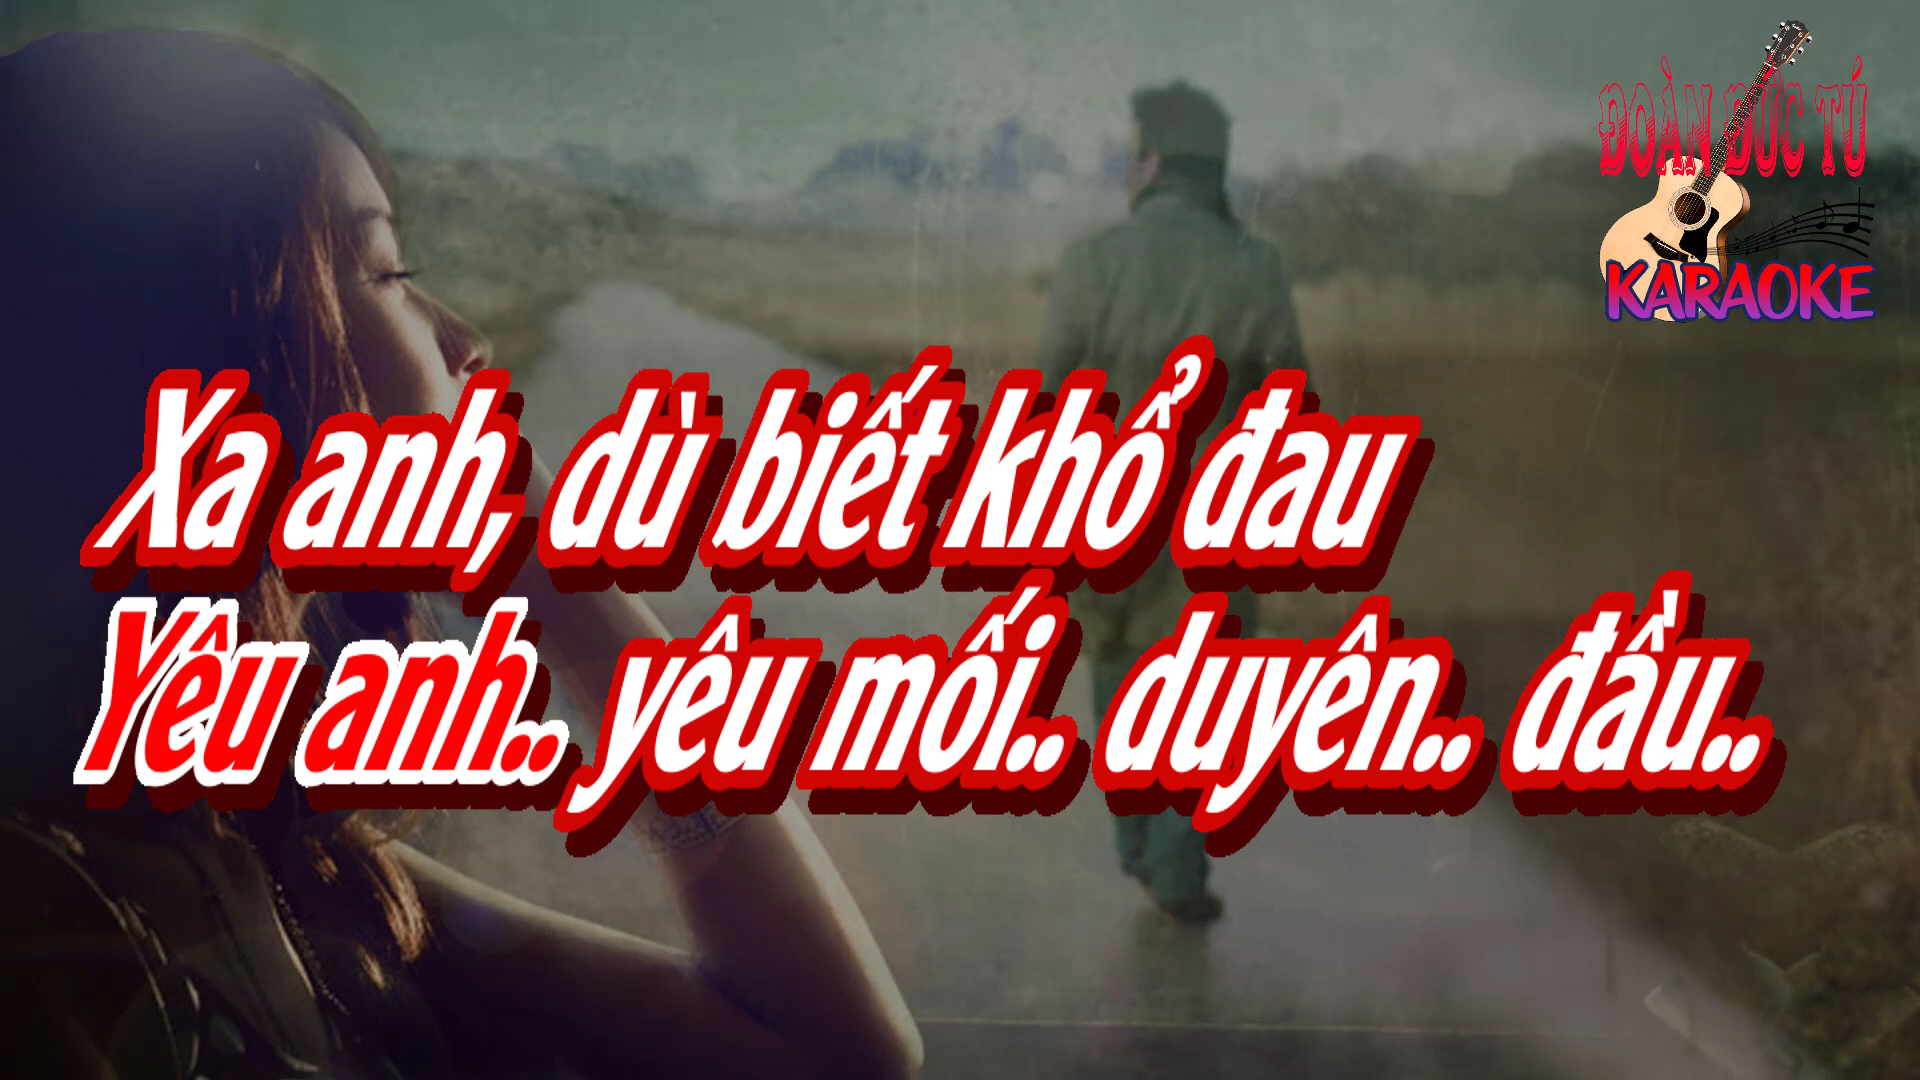 ĐOÀN ĐỨC TÚ
KARAOKE
Xa anh, dù biết khổ đau
Yêu anh.. yêu mối.. duyên.. đầu..